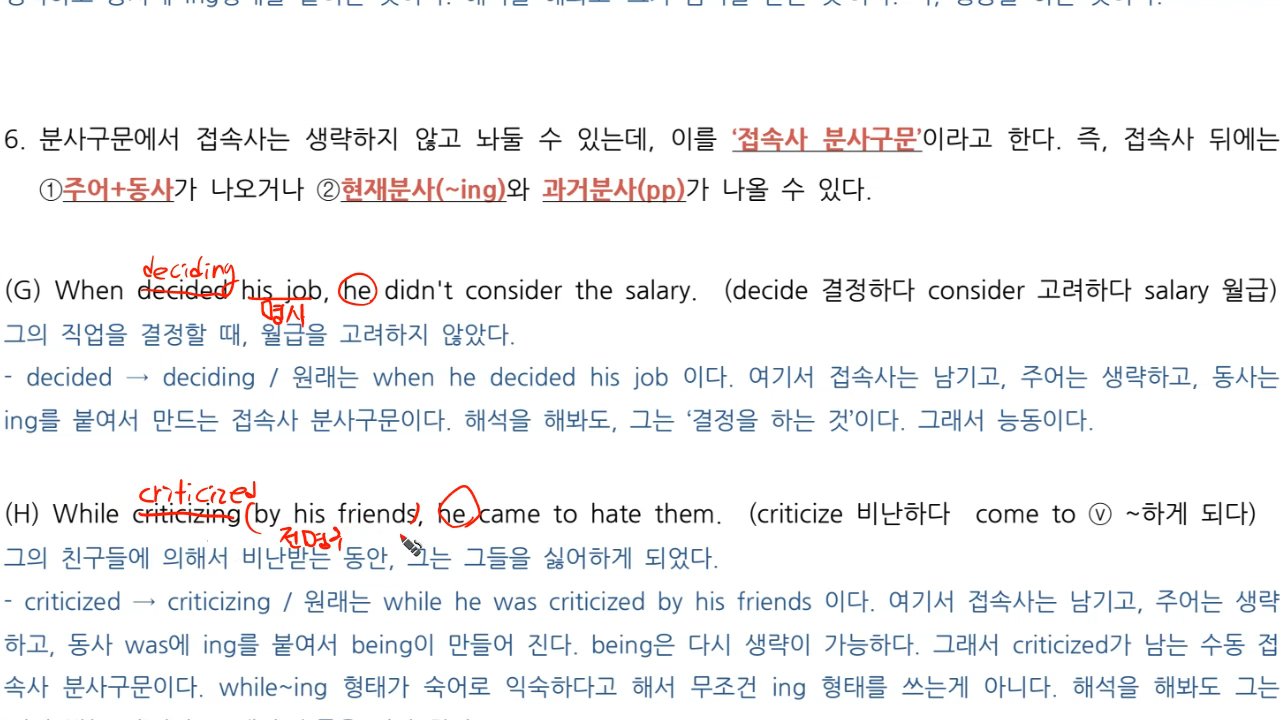 6. 분사구문에서 접속사는 생략하지 않고 놔둘 수 있는데, 이를 ‘접속사 분사구문’이라고 한다. 즉, 접속사 뒤에는
①주어+동사가 나오거나 ②현재분사(~ing)와 과거분사(pp)가 나올 수 있다.
deciding
(G) When decided his job, he didn't consider the salary. (decide 결정하다 consider 고려하다 salary 월급)
명사
그의 직업을 결정할 때, 월급을 고려하지 않았다.
- decided → deciding / 원래는 when he decided his job 이다. 여기서 접속사는 남기고, 주어는 생략하고, 동사는
ing를 붙여서 만드는 접속사 분사구문이다. 해석을 해봐도, 그는 ‘결정을 하는 것’이다. 그래서 능동이다.
criticized
(H) While criticizing (by his friends), he came to hate them. (criticize 비난하다 come to ⓥ ~하게 되다)
전명구
그의 친구들에 의해서 비난받는 동안, 그는 그들을 싫어하게 되었다.
- criticized → criticizing / 원래는 while he was criticized by his friends 이다. 여기서 접속사는 남기고, 주어는 생략
하고, 동사 was에 ing를 붙여서 being이 만들어 진다. being은 다시 생략이 가능하다. 그래서 criticized가 남는 수동 접
속사 분사구문이다. while~ing 형태가 숙어로 익숙하다고 해서 무조건 ing 형태를 쓰는게 아니다. 해석을 해봐도 그는